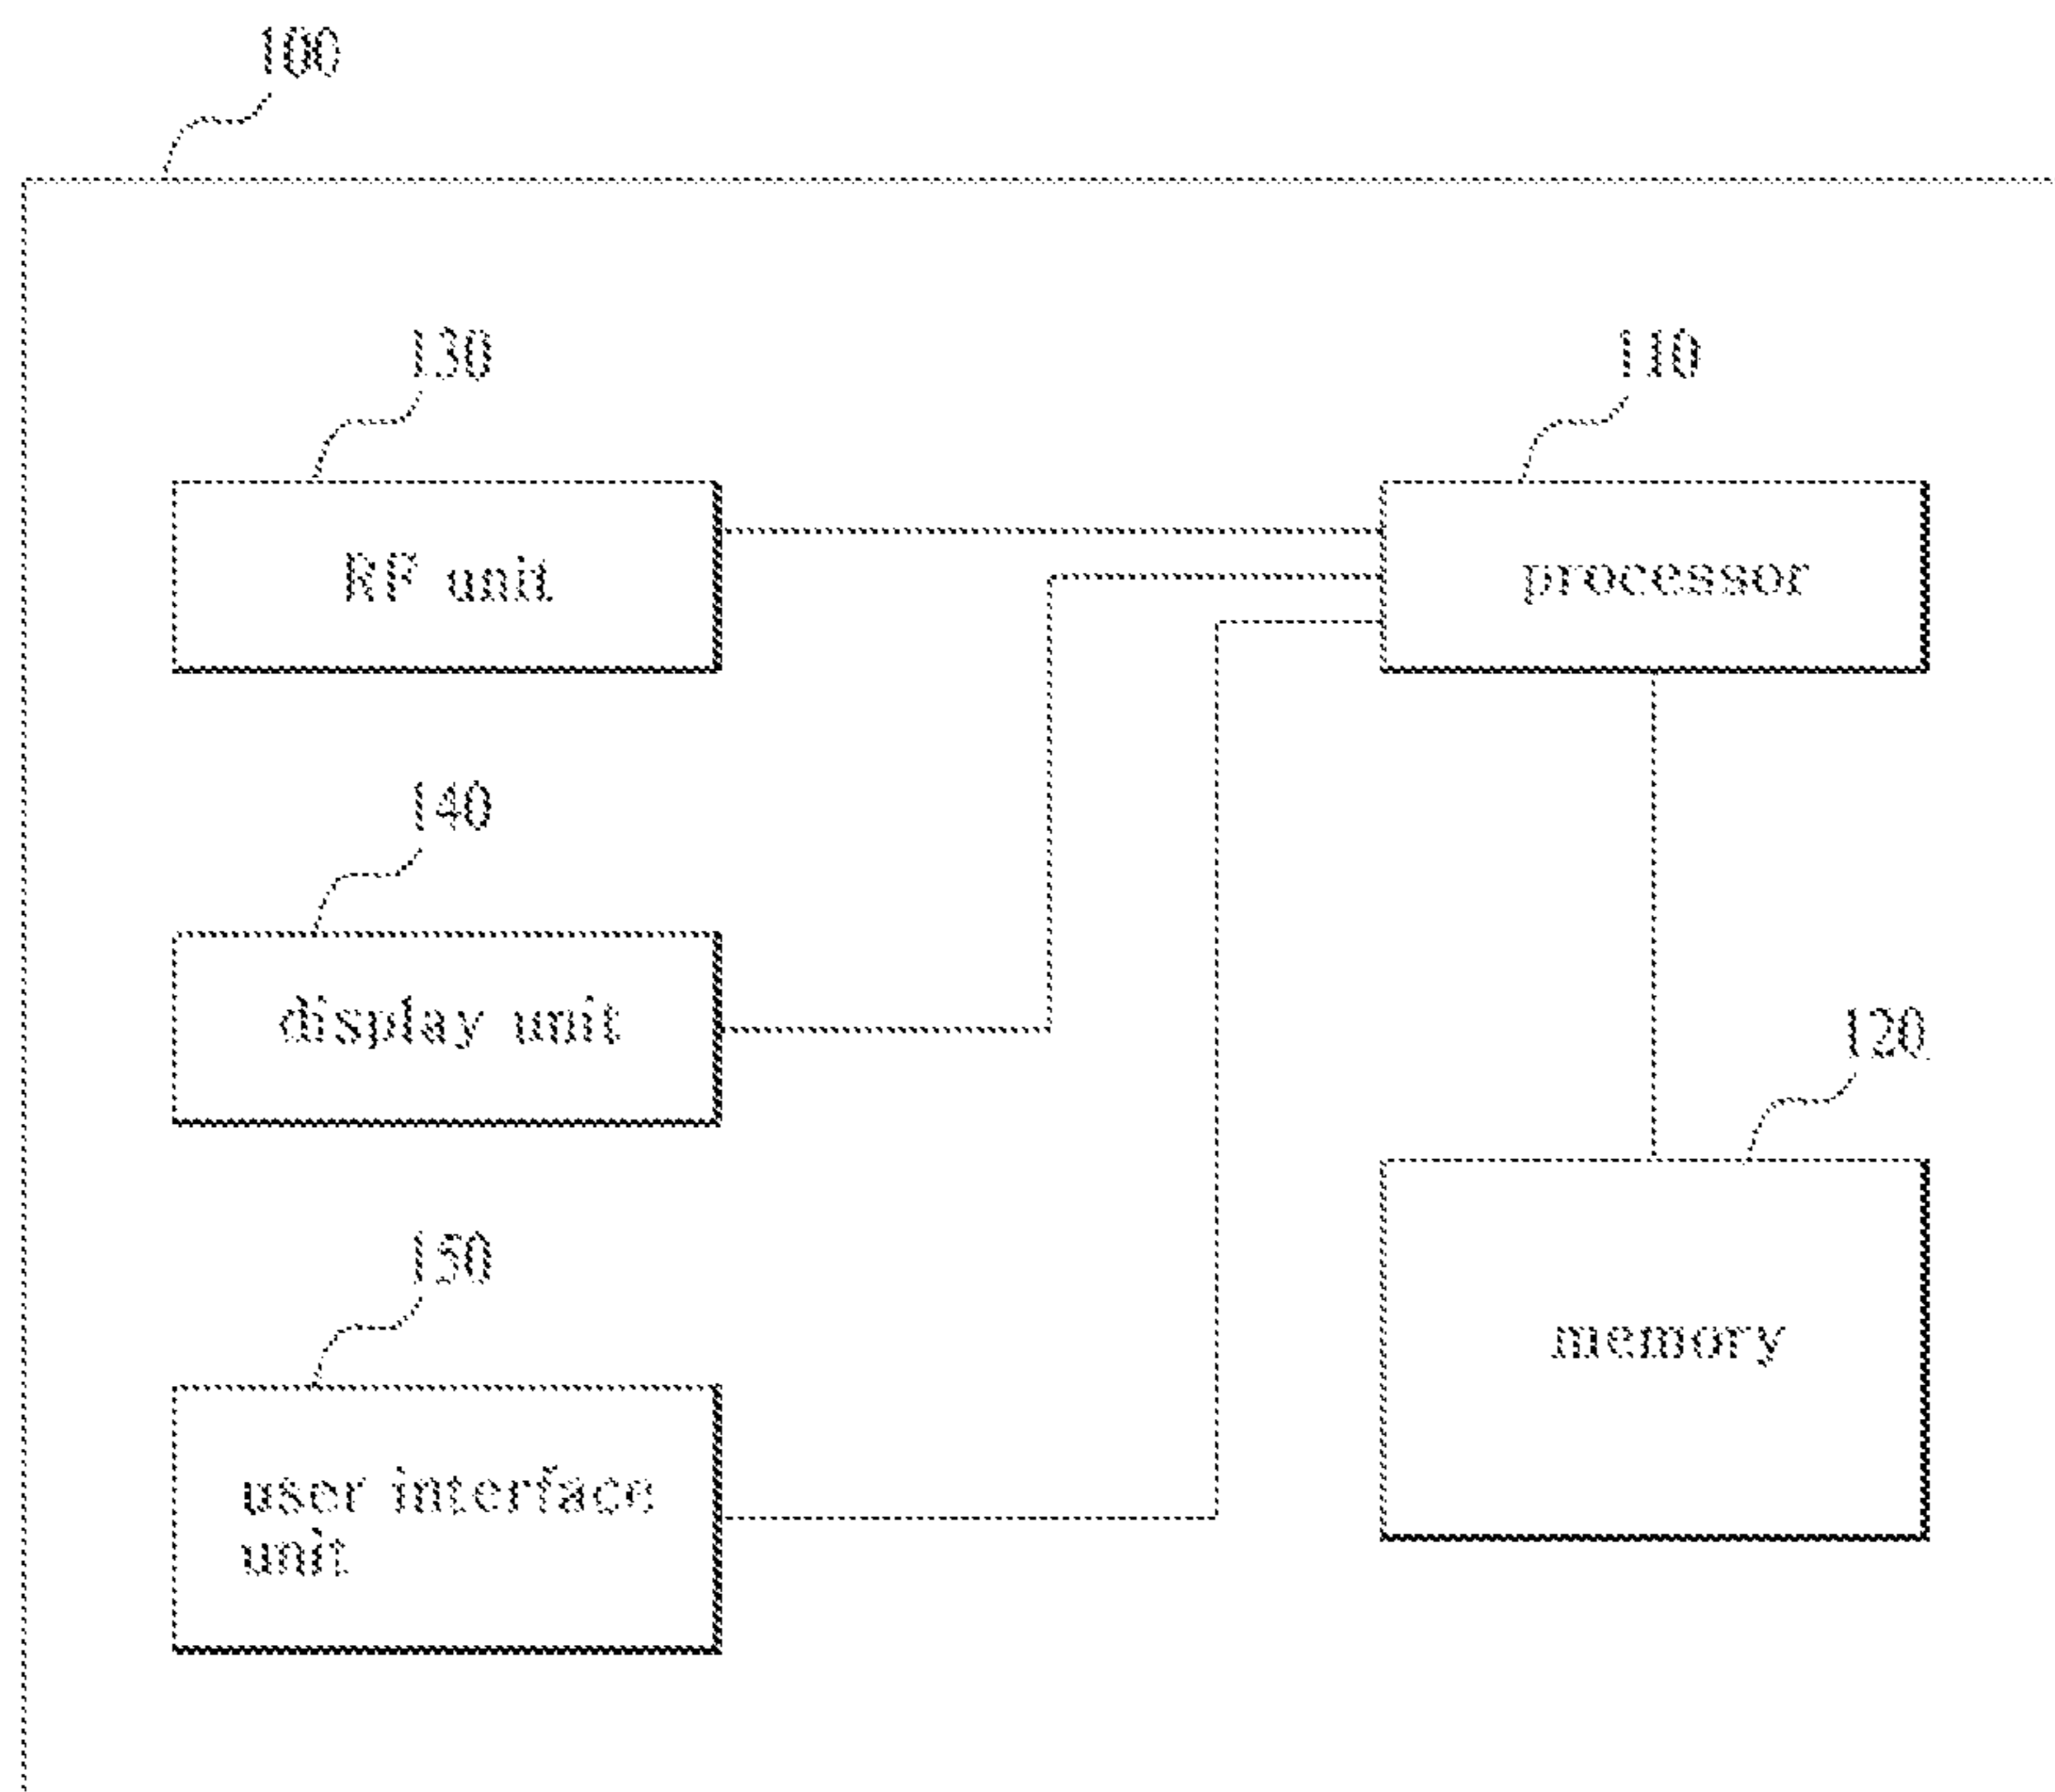 100
130
110
RF unit
processor
140
display unit
120
memory
150
user interface
unit